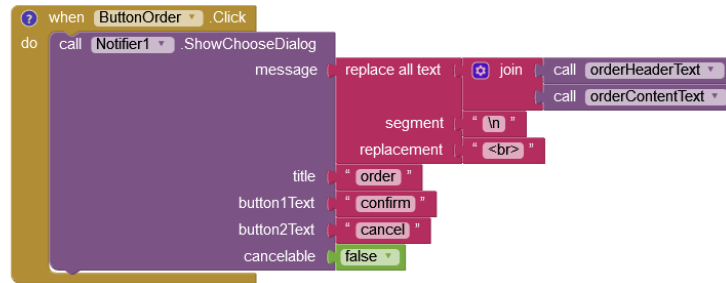 ? when ButtonOrder .Click
do call Notifier1 .ShowChooseDialog
message replace all text join call orderHeaderText
call orderContentText
segment “ \n ”
replacement “ <br> ”
title “ order ”
button1Text “ confirm ”
button2Text “ cancel ”
cancelable false